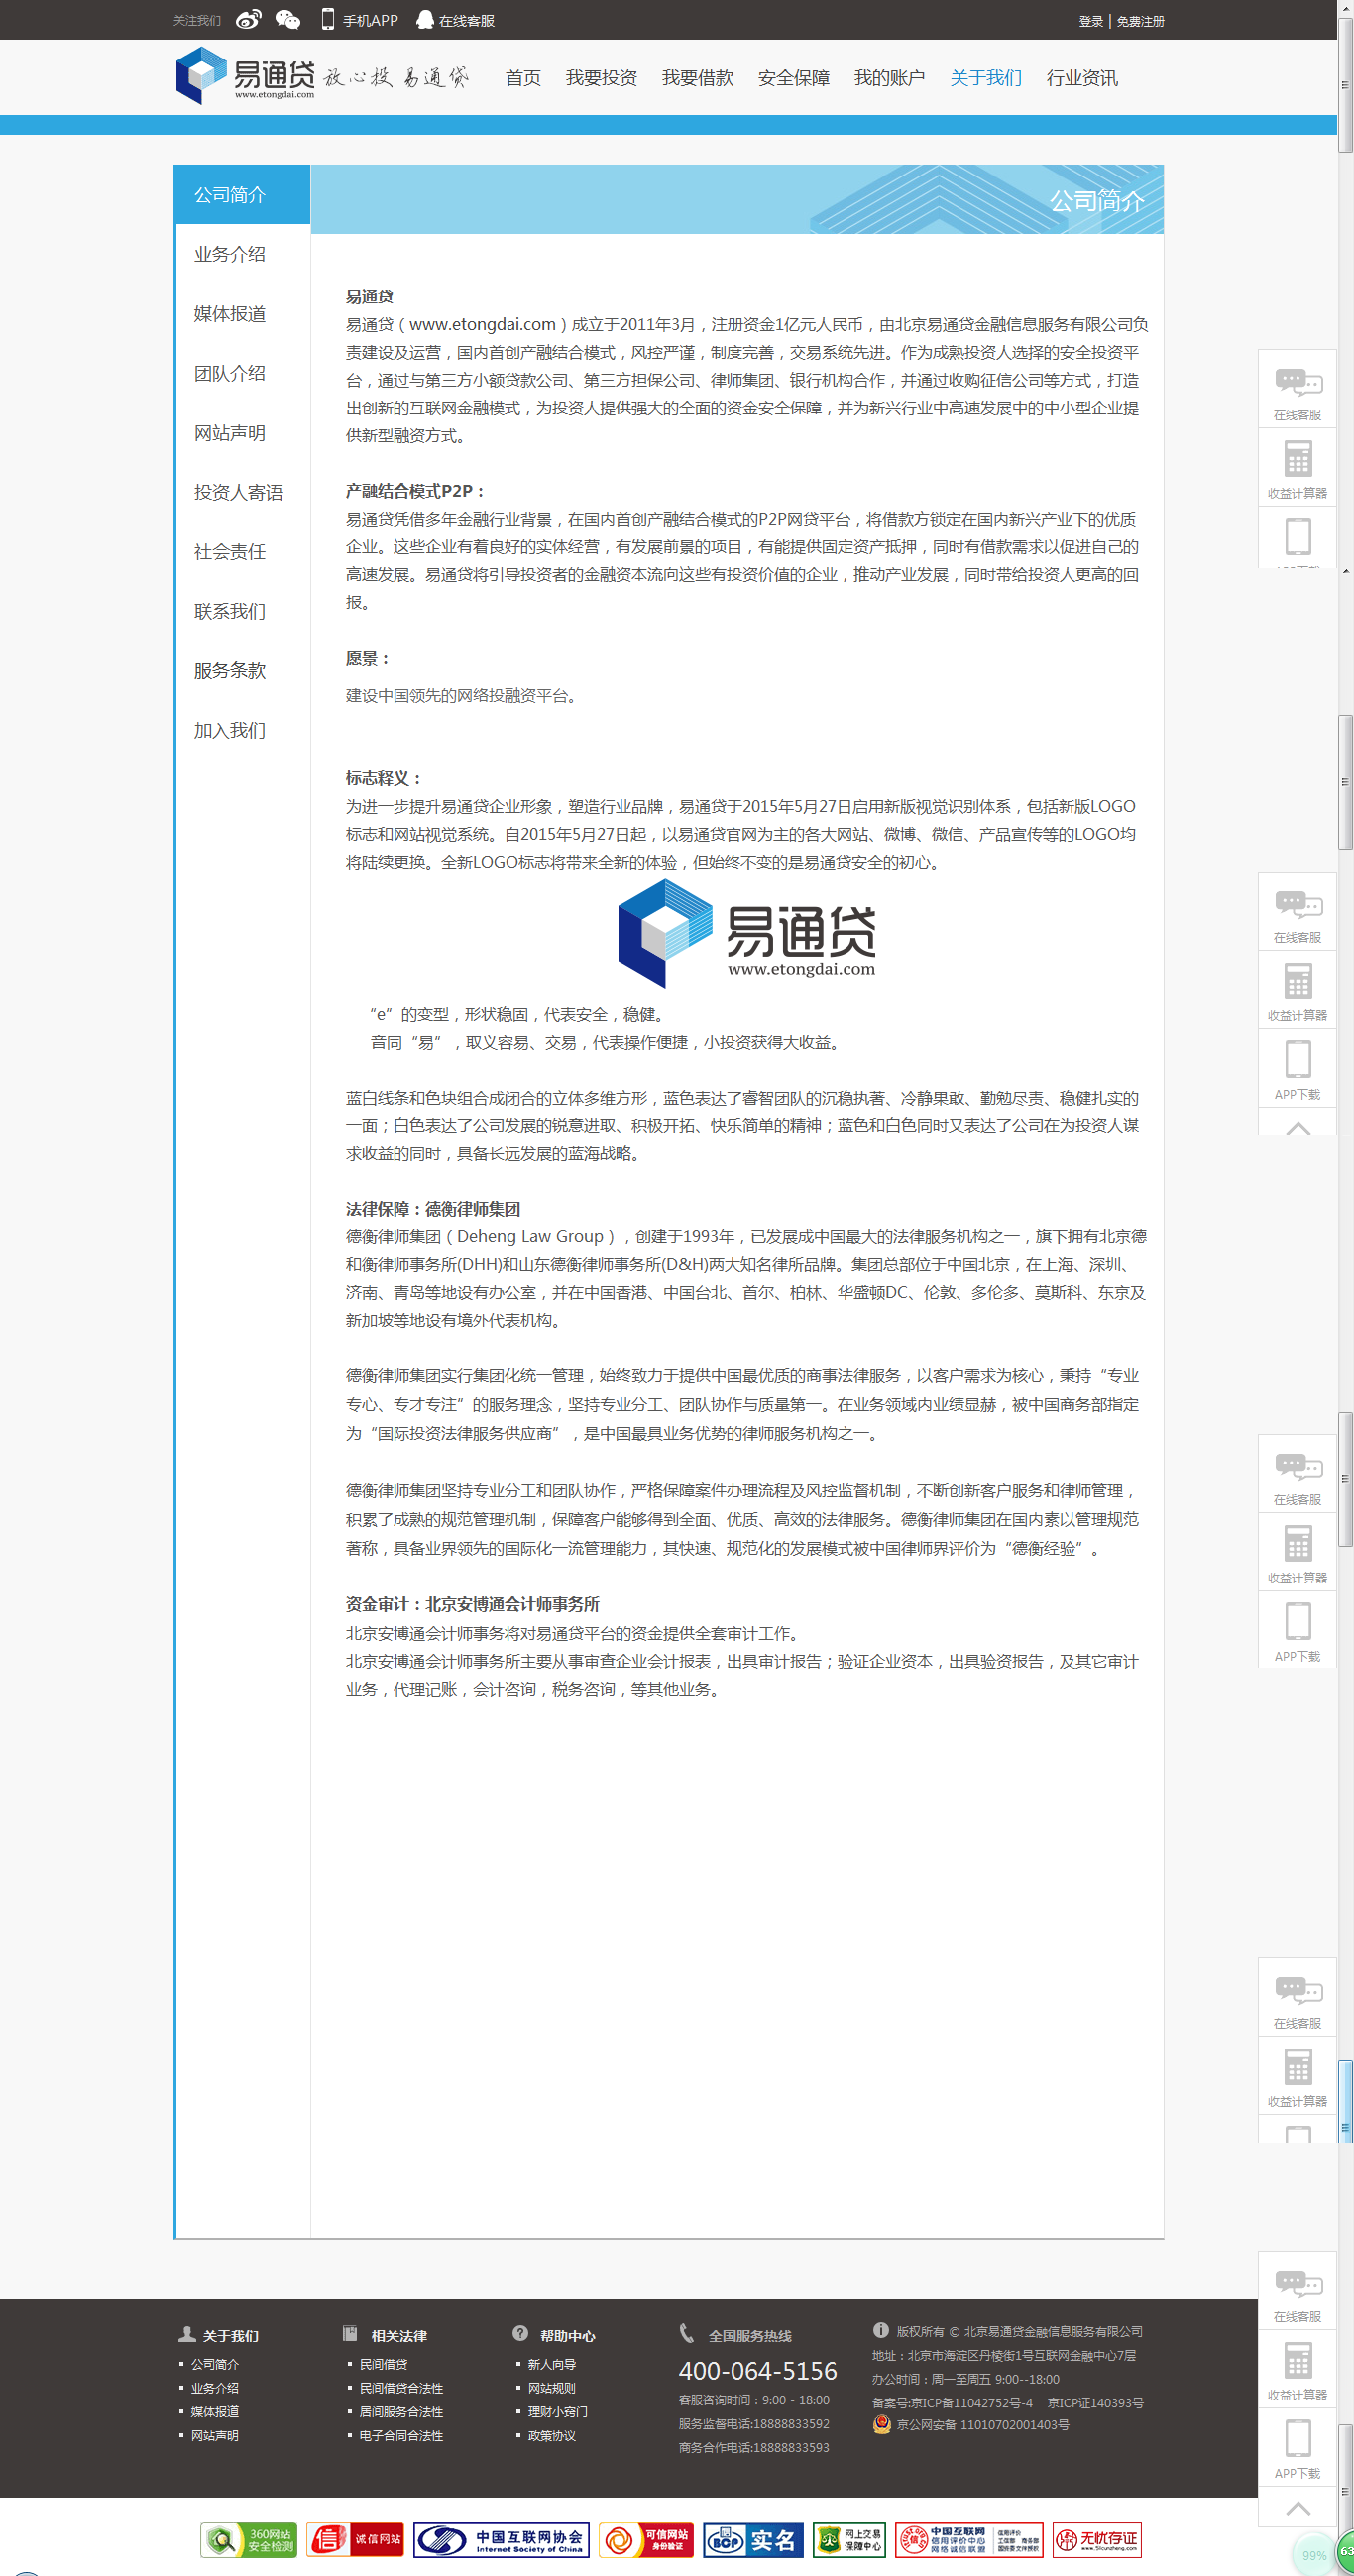 关注我们 手机APP 在线客服 登录 | 免费注册
易通贷 www.etongdai.com 放心投 易通贷 首页 我要投资 我要借款 安全保障 我的账户 关于我们 行业资讯
公司简介
业务介绍
媒体报道
团队介绍
网站声明
投资人寄语
社会责任
联系我们
服务条款
加入我们
公司简介
易通贷
易通贷（www.etongdai.com）成立于2011年3月，注册资金1亿元人民币，由北京易通贷金融信息服务有限公司负
责建设及运营，国内首创产融结合模式，风控严谨，制度完善，交易系统先进。作为成熟投资人选择的安全投资平
台，通过与第三方小额贷款公司、第三方担保公司、律师集团、银行机构合作，并通过收购征信公司等方式，打造
出创新的互联网金融模式，为投资人提供强大的全面的资金安全保障，并为新兴行业中高速发展中的中小型企业提
供新型融资方式。
产融结合模式P2P：
易通贷凭借多年金融行业背景，在国内首创产融结合模式的P2P网贷平台，将借款方锁定在国内新兴产业下的优质
企业。这些企业有着良好的实体经营，有发展前景的项目，有能提供固定资产抵押，同时有借款需求以促进自己的
高速发展。易通贷将引导投资者的金融资本流向这些有投资价值的企业，推动产业发展，同时带给投资人更高的回
报。
愿景：
建设中国领先的网络投融资平台。
标志释义：
为进一步提升易通贷企业形象，塑造行业品牌，易通贷于2015年5月27日启用新版视觉识别体系，包括新版LOGO
标志和网站视觉系统。自2015年5月27日起，以易通贷官网为主的各大网站、微博、微信、产品宣传等的LOGO均
将陆续更换。全新LOGO标志将带来全新的体验，但始终不变的是易通贷安全的初心。
易通贷
www.etongdai.com
“e”的变型，形状稳固，代表安全，稳健。
音同“易”，取义容易、交易，代表操作便捷，小投资获得大收益。
蓝白线条和色块组合成闭合的立体多维方形，蓝色表达了睿智团队的沉稳执著、冷静果敢、勤勉尽责、稳健扎实的
一面；白色表达了公司发展的锐意进取、积极开拓、快乐简单的精神；蓝色和白色同时又表达了公司在为投资人谋
求收益的同时，具备长远发展的蓝海战略。
法律保障：德衡律师集团
德衡律师集团（Deheng Law Group），创建于1993年，已发展成中国最大的法律服务机构之一，旗下拥有北京德
和衡律师事务所(DHH)和山东德衡律师事务所(D&H)两大知名律所品牌。集团总部位于中国北京，在上海、深圳、
济南、青岛等地设有办公室，并在中国香港、中国台北、首尔、柏林、华盛顿DC、伦敦、多伦多、莫斯科、东京及
新加坡等地设有境外代表机构。
德衡律师集团实行集团化统一管理，始终致力于提供中国最优质的商事法律服务，以客户需求为核心，秉持“专业
专心、专才专注”的服务理念，坚持专业分工、团队协作与质量第一。在业务领域内业绩显赫，被中国商务部指定
为“国际投资法律服务供应商”，是中国最具业务优势的律师服务机构之一。
德衡律师集团坚持专业分工和团队协作，严格保障案件办理流程及风控监督机制，不断创新客户服务和律师管理，
积累了成熟的规范管理机制，保障客户能够得到全面、优质、高效的法律服务。德衡律师集团在国内素以管理规范
著称，具备业界领先的国际化一流管理能力，其快速、规范化的发展模式被中国律师界评价为“德衡经验”。
资金审计：北京安博通会计师事务所
北京安博通会计师事务将对易通贷平台的资金提供全套审计工作。
北京安博通会计师事务所主要从事审查企业会计报表，出具审计报告；验证企业资本，出具验资报告，及其它审计
业务，代理记账，会计咨询，税务咨询，等其他业务。
在线客服
收益计算器
在线客服
收益计算器
APP下载
在线客服
收益计算器
APP下载
在线客服
收益计算器
在线客服
收益计算器
APP下载
关于我们
公司简介
业务介绍
媒体报道
网站声明
相关法律
民间借贷
民间借贷合法性
居间服务合法性
电子合同合法性
帮助中心
新人向导
网站规则
理财小窍门
政策协议
全国服务热线
400-064-5156
客服咨询时间：9:00 - 18:00
服务监督电话:18888833592
商务合作电话:18888833593
版权所有 © 北京易通贷金融信息服务有限公司
地址：北京市海淀区丹棱街1号互联网金融中心7层
办公时间：周一至周五 9:00--18:00
备案号:京ICP备11042752号-4 京ICP证140393号
京公网安备 11010702001403号
360网站
安全检测
信 诚信网站
中国互联网协会
Internet Society of China
可信网站
身份验证
BCP 实名
网上交易
保障中心
中国互联网
信用评价中心
网络诚信联盟
无忧存证
99%
63